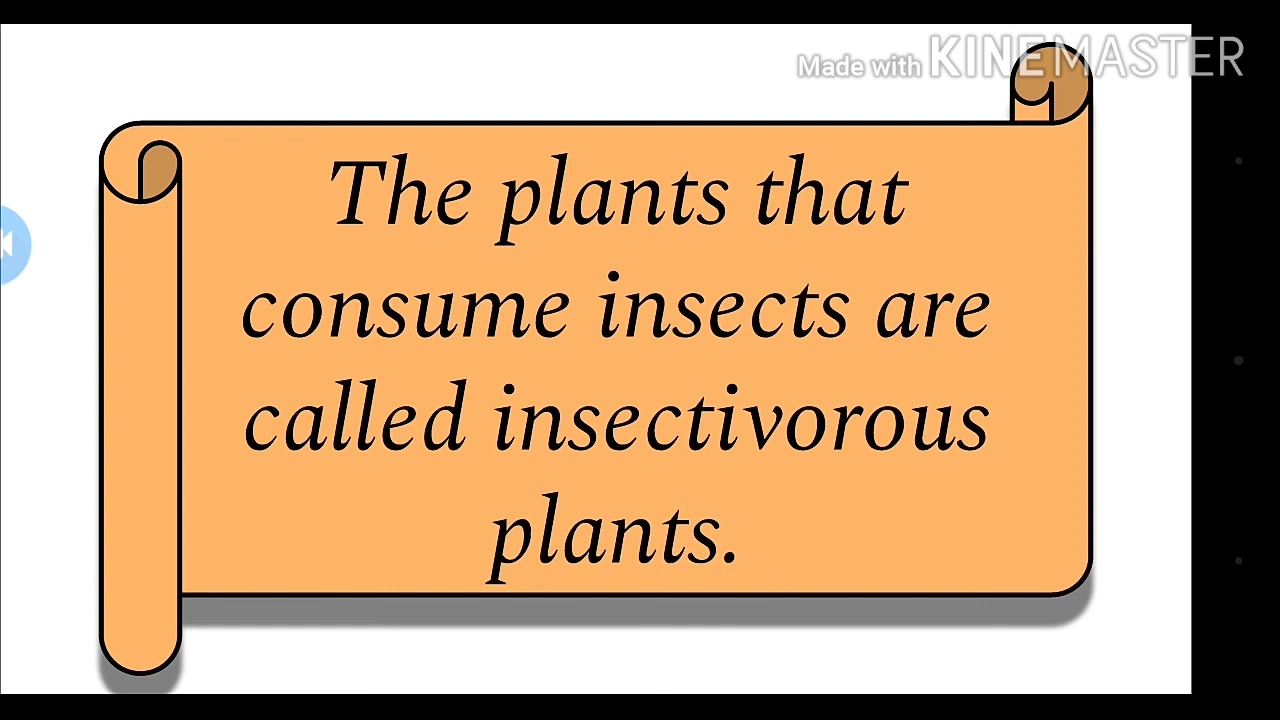 Made with KINEMASTER
The plants that
consume insects are
called insectivorous
plants.